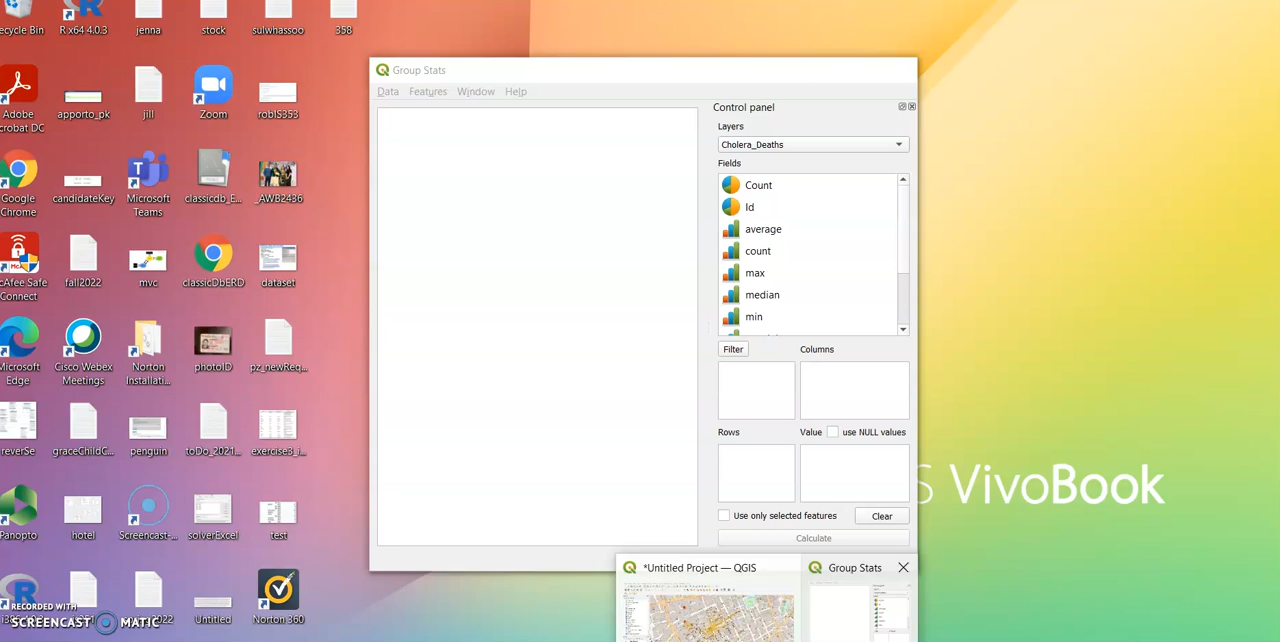 ecycle Bin
R x64 4.0.3
jenna
stock
sulwhassoo
358
Adobe
crobat DC
apporto_pk
jill
Zoom
robIS353
Google
Chrome
candidateKey
Microsoft
Teams
classicdb_E...
_AWB2436
cAfee Safe
Connect
fall2022
mvc
classicDbERD
dataset
Microsoft
Edge
Cisco Webex
Meetings
Norton
Installati...
photoID
pz_newReq...
reverSe
graceChildC...
penguin
toDo_2021...
exercise3_i...
Panopto
hotel
Screencast-...
solverExcel
test
Untitled
Norton 360
RECORDED WITH
SCREENCAST MATIC
Group Stats
Data Features Window Help
Control panel
Layers
Cholera_Deaths
Fields
Count
Id
average
count
max
median
min
Filter
Columns
Rows
Value
use NULL values
Use only selected features
Clear
Calculate
*Untitled Project — QGIS
Group Stats
S VivoBook